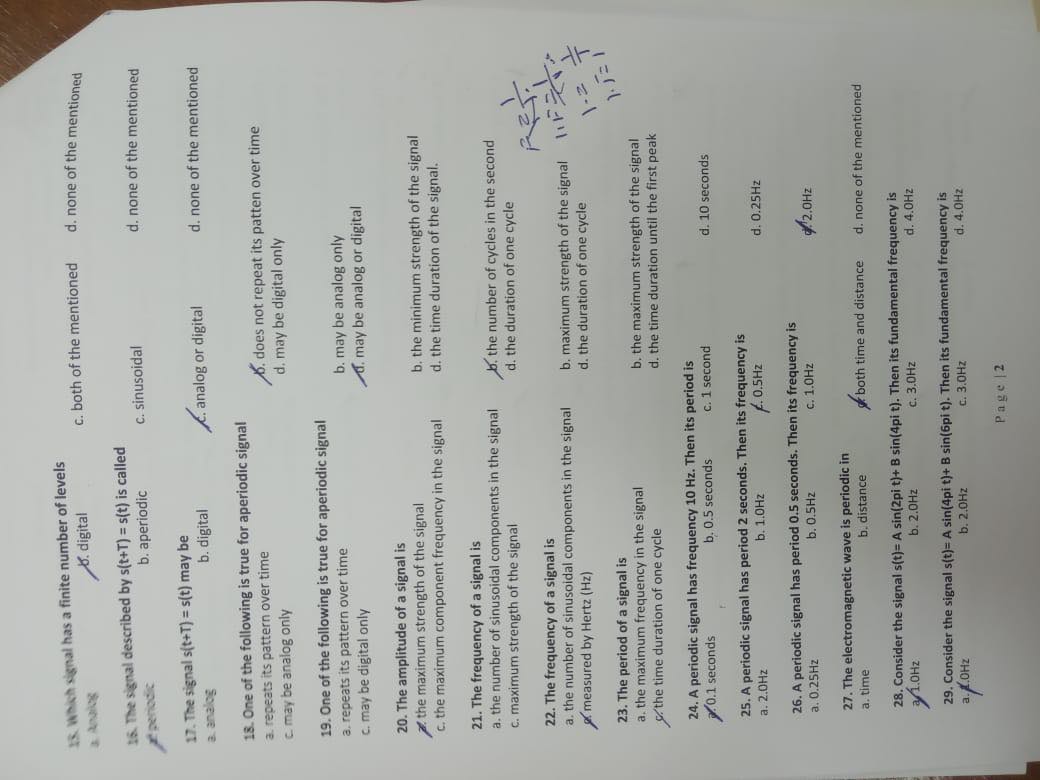 15. Which signal has a finite number of levels
a. Analog b. digital c. both of the mentioned d. none of the mentioned
16. The signal described by s(t+T) = s(t) is called
a. periodic b. aperiodic c. sinusoidal d. none of the mentioned
17. The signal s(t+T) = s(t) may be
a. analog b. digital c. analog or digital d. none of the mentioned
18. One of the following is true for aperiodic signal
a. repeats its pattern over time b. does not repeat its patten over time
c. may be analog only d. may be digital only
19. One of the following is true for aperiodic signal
a. repeats its pattern over time b. may be analog only
c. may be digital only d. may be analog or digital
20. The amplitude of a signal is
a. the maximum strength of the signal b. the minimum strength of the signal
c. the maximum component frequency in the signal d. the time duration of the signal.
21. The frequency of a signal is
a. the number of sinusoidal components in the signal b. the number of cycles in the second
c. maximum strength of the signal d. the duration of one cycle
22. The frequency of a signal is
a. the number of sinusoidal components in the signal b. maximum strength of the signal
c. measured by Hertz (Hz) d. the duration of one cycle
23. The period of a signal is
a. the maximum frequency in the signal b. the maximum strength of the signal
c. the time duration of one cycle d. the time duration until the first peak
24. A periodic signal has frequency 10 Hz. Then its period is
a. 0.1 seconds b. 0.5 seconds c. 1 second d. 10 seconds
25. A periodic signal has period 2 seconds. Then its frequency is
a. 2.0Hz b. 1.0Hz c. 0.5Hz d. 0.25Hz
26. A periodic signal has period 0.5 seconds. Then its frequency is
a. 0.25Hz b. 0.5Hz c. 1.0Hz d. 2.0Hz
27. The electromagnetic wave is periodic in
a. time b. distance c. both time and distance d. none of the mentioned
28. Consider the signal s(t)= A sin(2pi t)+ B sin(4pi t). Then its fundamental frequency is
a. 1.0Hz b. 2.0Hz c. 3.0Hz d. 4.0Hz
29. Consider the signal s(t)= A sin(4pi t)+ B sin(6pi t). Then its fundamental frequency is
a. 1.0Hz b. 2.0Hz c. 3.0Hz d. 4.0Hz
Page | 2